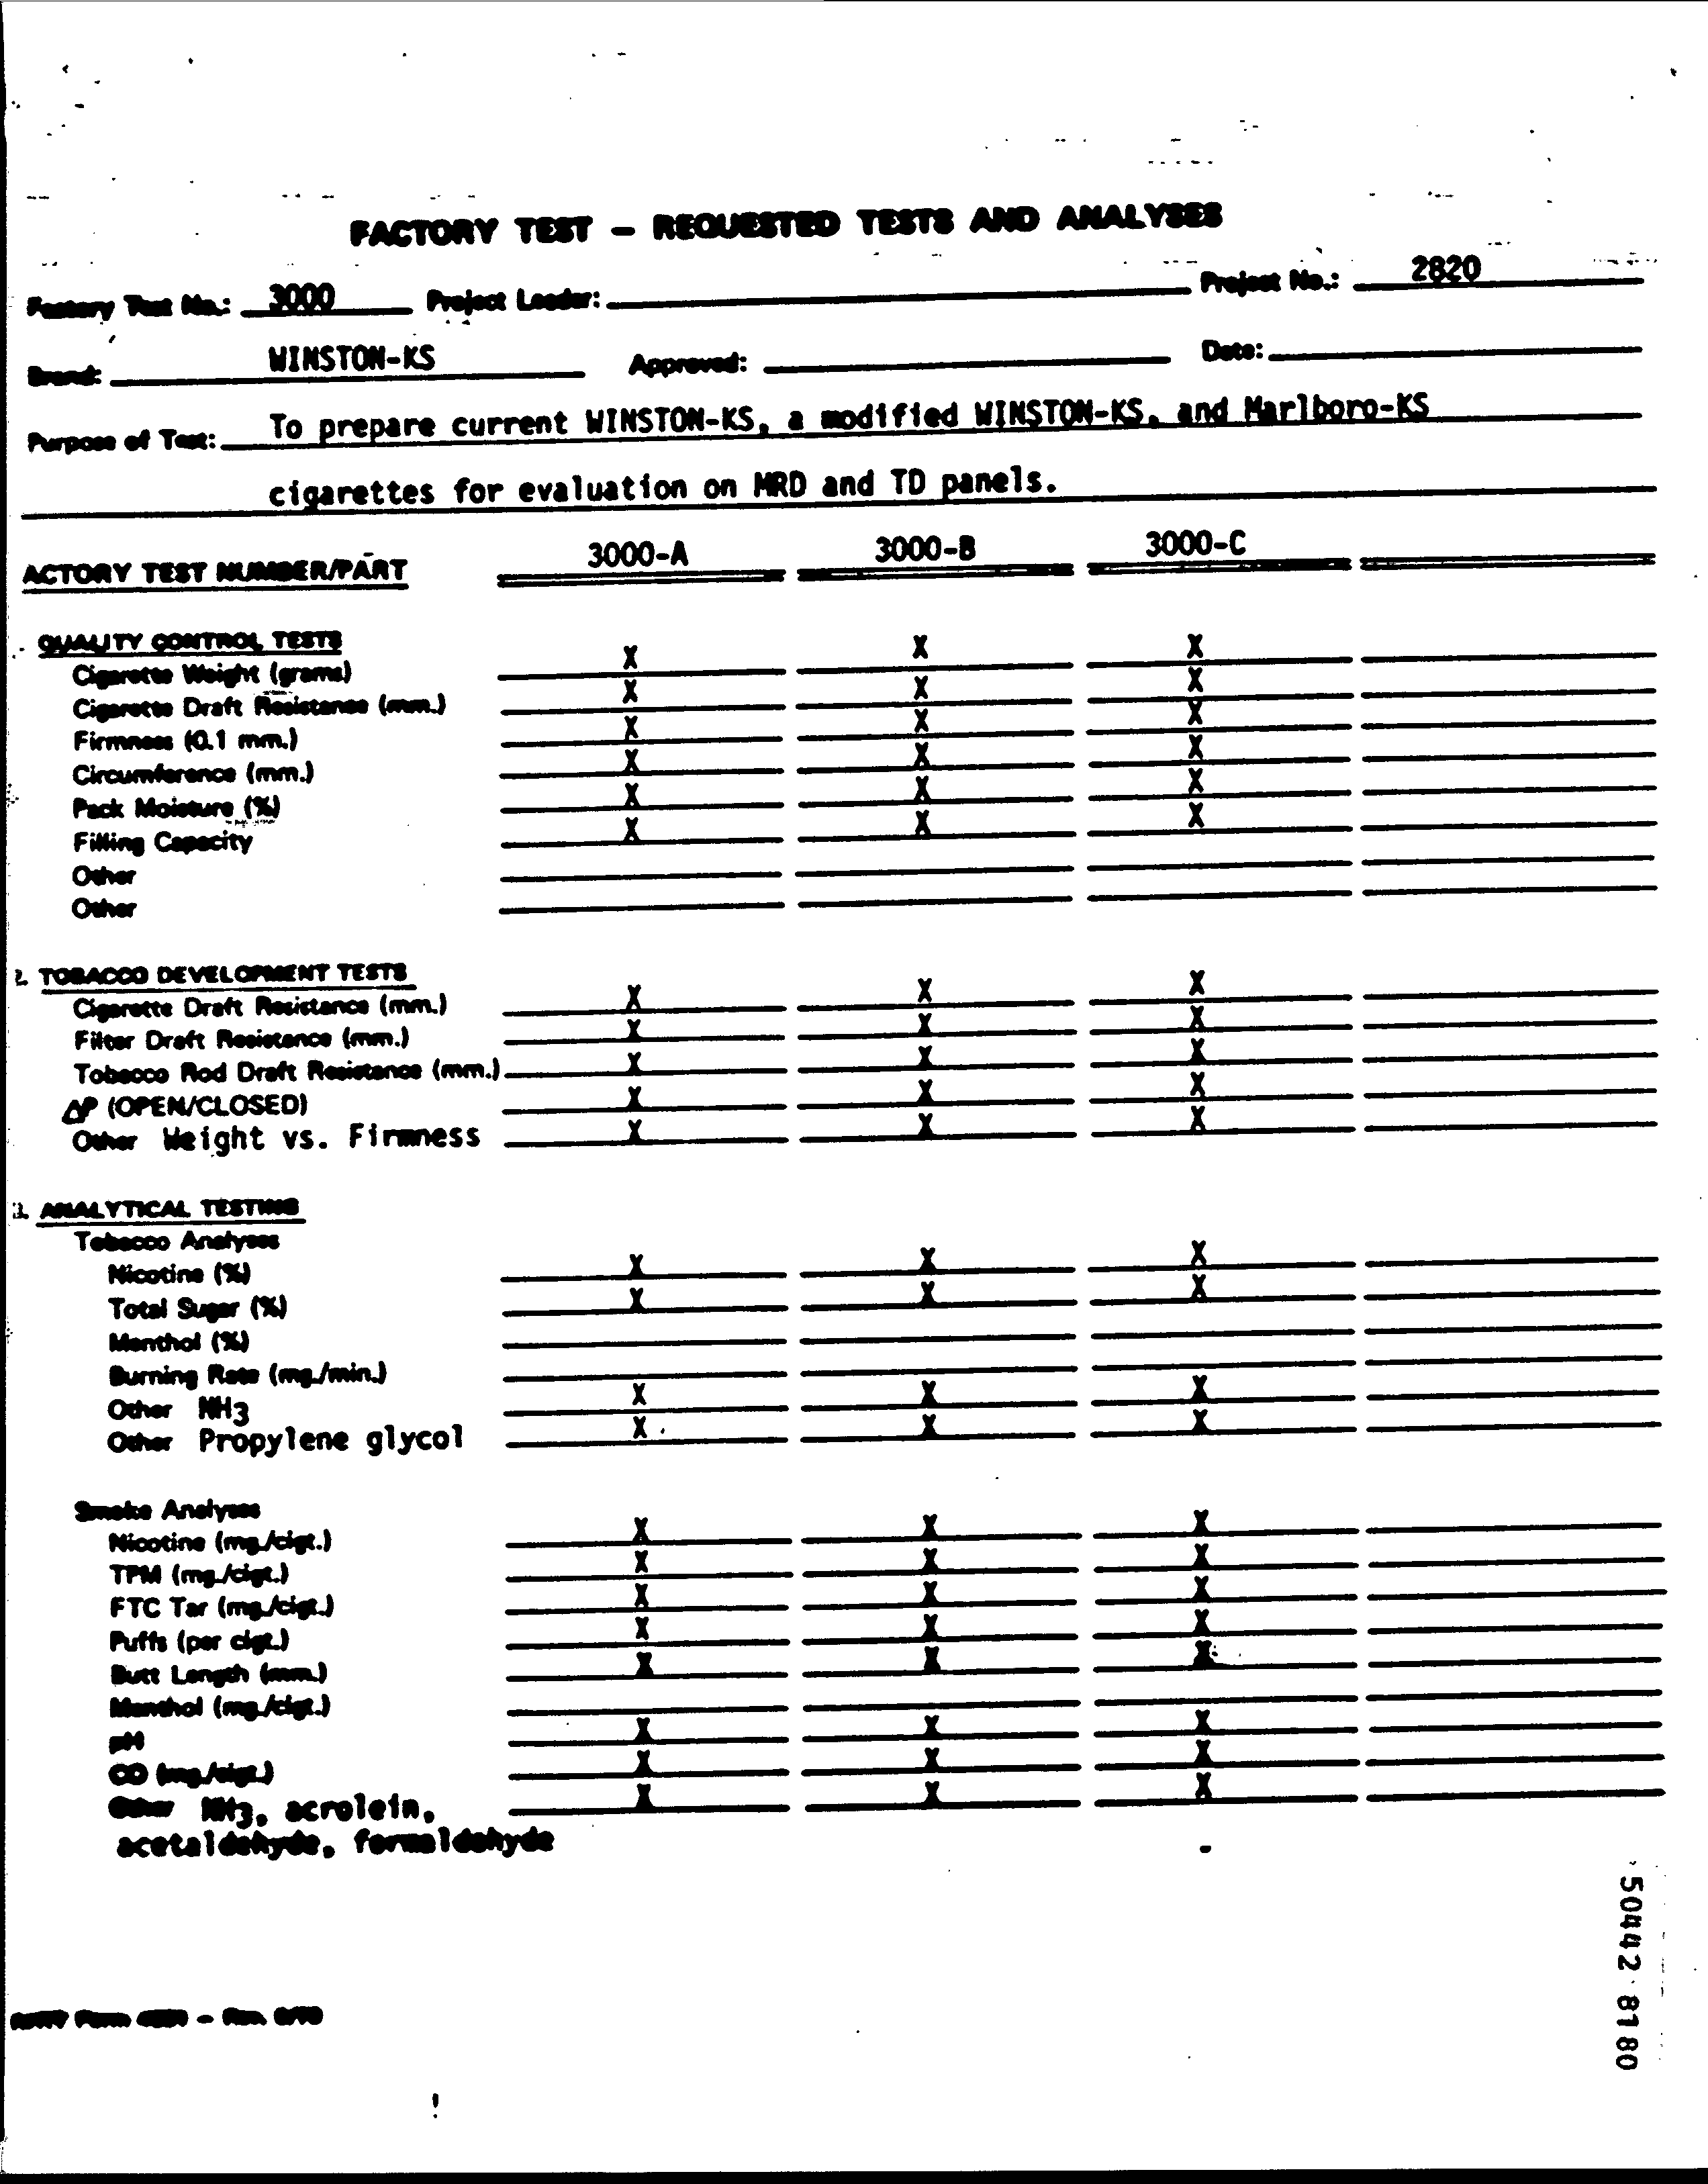 FACTORY TEST - REQUESTED TESTS AND ANALYSES
Factory Test No.: 3000 Project Leader: Project No.: 2820
Brand: WINSTON-KS Approved: Date:
Purpose of Test: To prepare current WINSTON-KS, a modified WINSTON-KS, and Marlboro-KS
cigarettes for evaluation on MRD and TD panels.
ACTORY TEST NUMBER/PART 3000-A 3000-B 3000-C
QUALITY CONTROL TESTS
Cigarette Weight (grams) X X X
Cigarette Draft Resistance (mm.) X X X
Firmness (0.1 mm.) X X X
Circumference (mm.) X X X
Pack Moisture (%) X X X
Filling Capacity X X X
Other
Other
2. TOBACCO DEVELOPMENT TESTS
Cigarette Draft Resistance (mm.) X X X
Filter Draft Resistance (mm.) X X X
Tobacco Rod Draft Resistance (mm.) X X X
ΔP (OPEN/CLOSED) X X X
Other Weight vs. Firmness X X X
3. ANALYTICAL TESTING
Tobacco Analyses
Nicotine (%) X X X
Total Sugar (%) X X X
Menthol (%)
Burning Rate (mg./min.)
Other NH3 X X X
Other Propylene glycol X X X
Smoke Analyses
Nicotine (mg./cigt.) X X X
TPM (mg./cigt.) X X X
FTC Tar (mg./cigt.) X X X
Puffs (per cigt.) X X X
Butt Length (mm.) X X X
Menthol (mg./cigt.)
pH X X X
CO (mg./cigt.) X X X
Other NH3, acrolein, X X X
acetaldehyde, formaldehyde
Form - Rev.
50442 8180